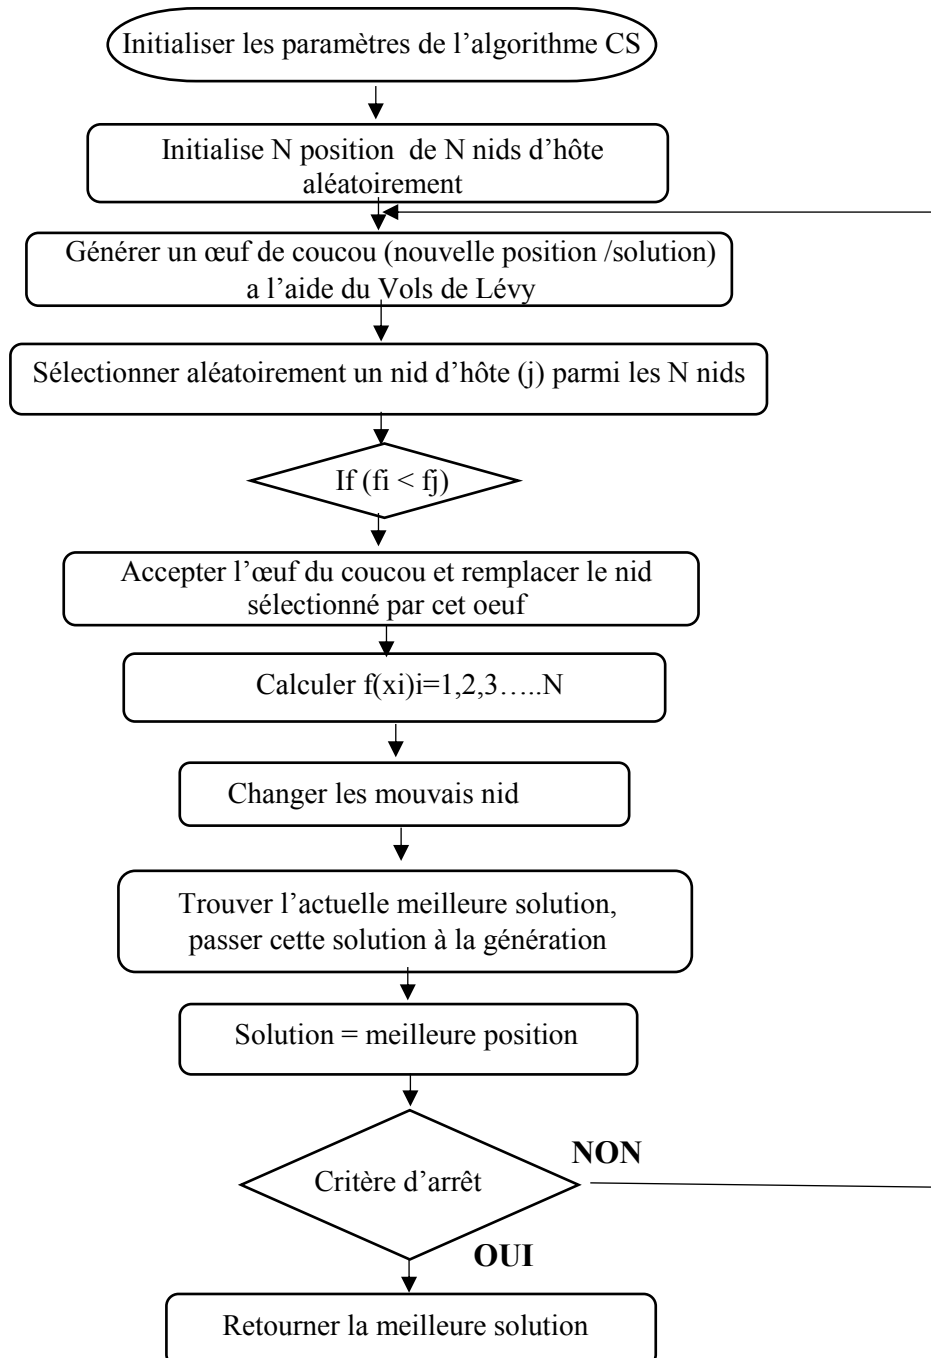 Initialiser les paramètres de l’algorithme CS
Initialise N position de N nids d’hôte
aléatoirement
Générer un œuf de coucou (nouvelle position /solution)
a l’aide du Vols de Lévy
Sélectionner aléatoirement un nid d’hôte (j) parmi les N nids
If (fi < fj)
Accepter l’œuf du coucou et remplacer le nid
sélectionné par cet oeuf
Calculer f(xi)i=1,2,3…..N
Changer les mouvais nid
Trouver l’actuelle meilleure solution,
passer cette solution à la génération
Solution = meilleure position
NON
Critère d’arrêt
OUI
Retourner la meilleure solution